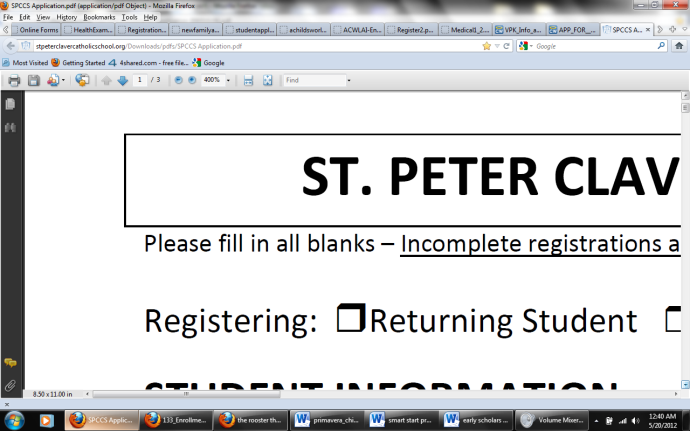 SPCCS Application.pdf (application/pdf Object) - Mozilla Firefox
File Edit View History Bookmarks Tools Help
Online Forms HealthExam... Registration... newfamilya... studentappl... achildsworl... ACWLAI-En... Register2.p... Medical1_2... VPK_Info_a... APP_FOR_... SPCCS A...
stpeterclavercatholicschool.org/Downloads/pdfs/SPCCS Application.pdf Google
Most Visited Getting Started 4shared.com - free file... Google
1 / 3 400% Find
ST. PETER CLAV
Please fill in all blanks – Incomplete registrations a
Registering: ❒Returning Student ❒
STUDENT INFORMATION
8.50 x 11.00 in
SPCCS Applic... 133_Enrollme... the rooster th... primavera_chi... smart start pr... early scholars ... Volume Mixer... 12:40 AM
5/20/2012